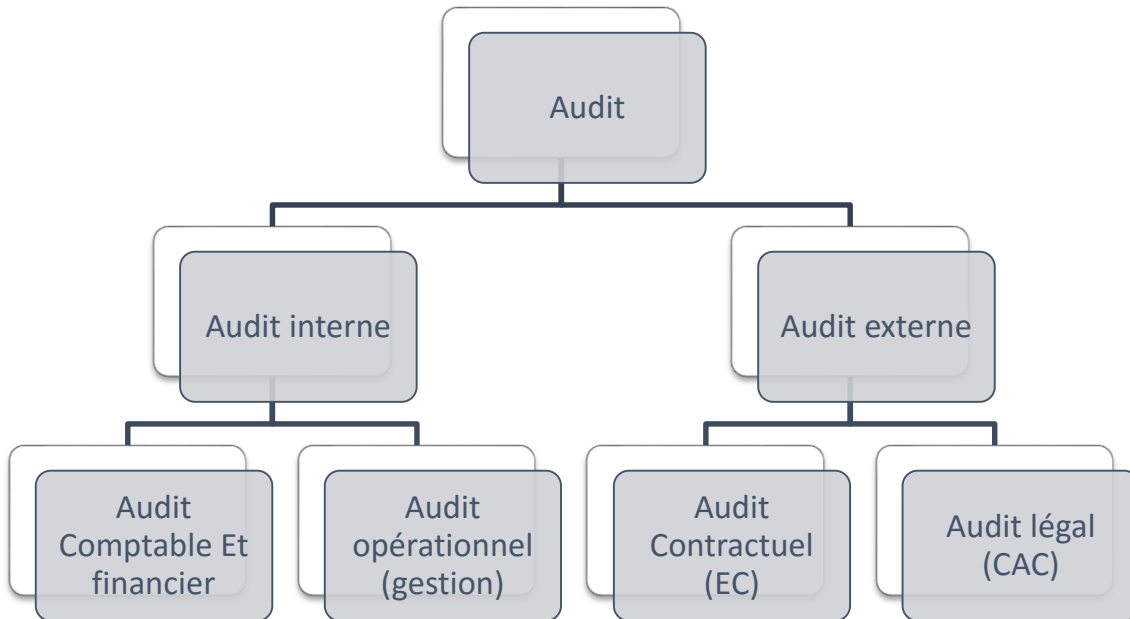 Audit
Audit interne
Audit externe
Audit
Comptable Et
financier
Audit
opérationnel
(gestion)
Audit
Contractuel
(EC)
Audit légal
(CAC)